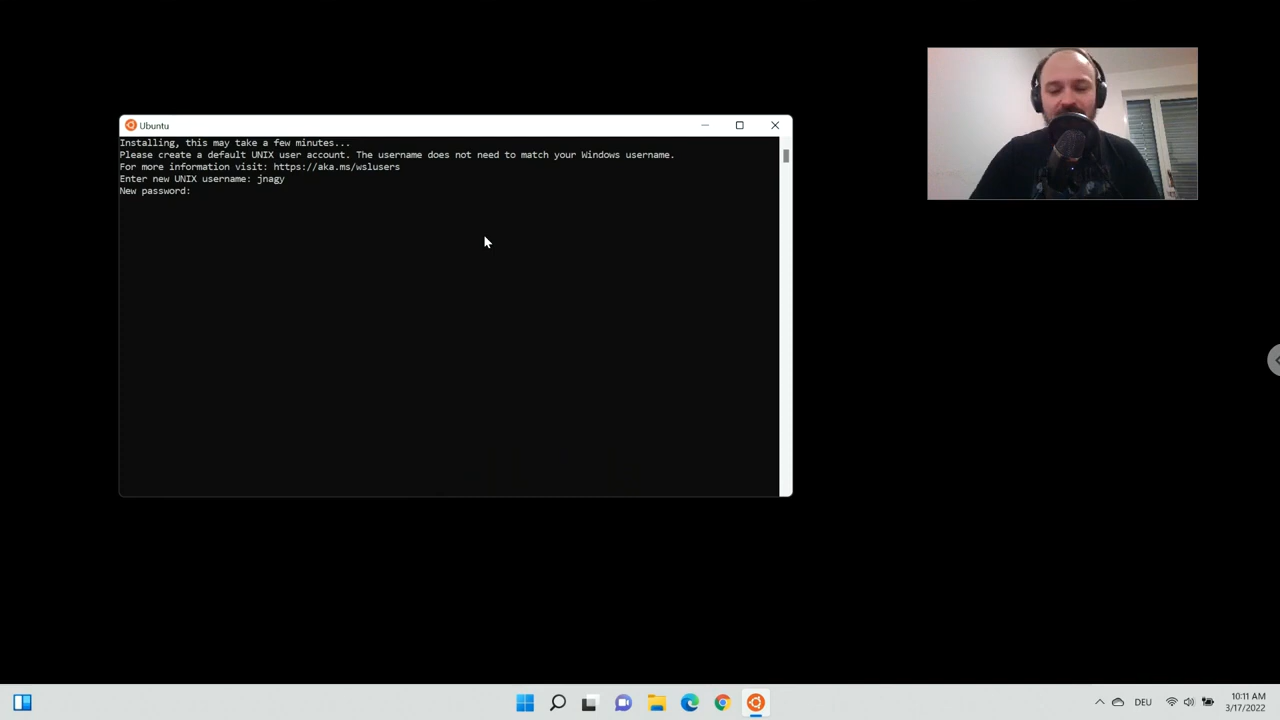 Ubuntu
Installing, this may take a few minutes...
Please create a default UNIX user account. The username does not need to match your Windows username.
For more information visit: https://aka.ms/wslusers
Enter new UNIX username: jnagy
New password:
DEU
10:11 AM
3/17/2022